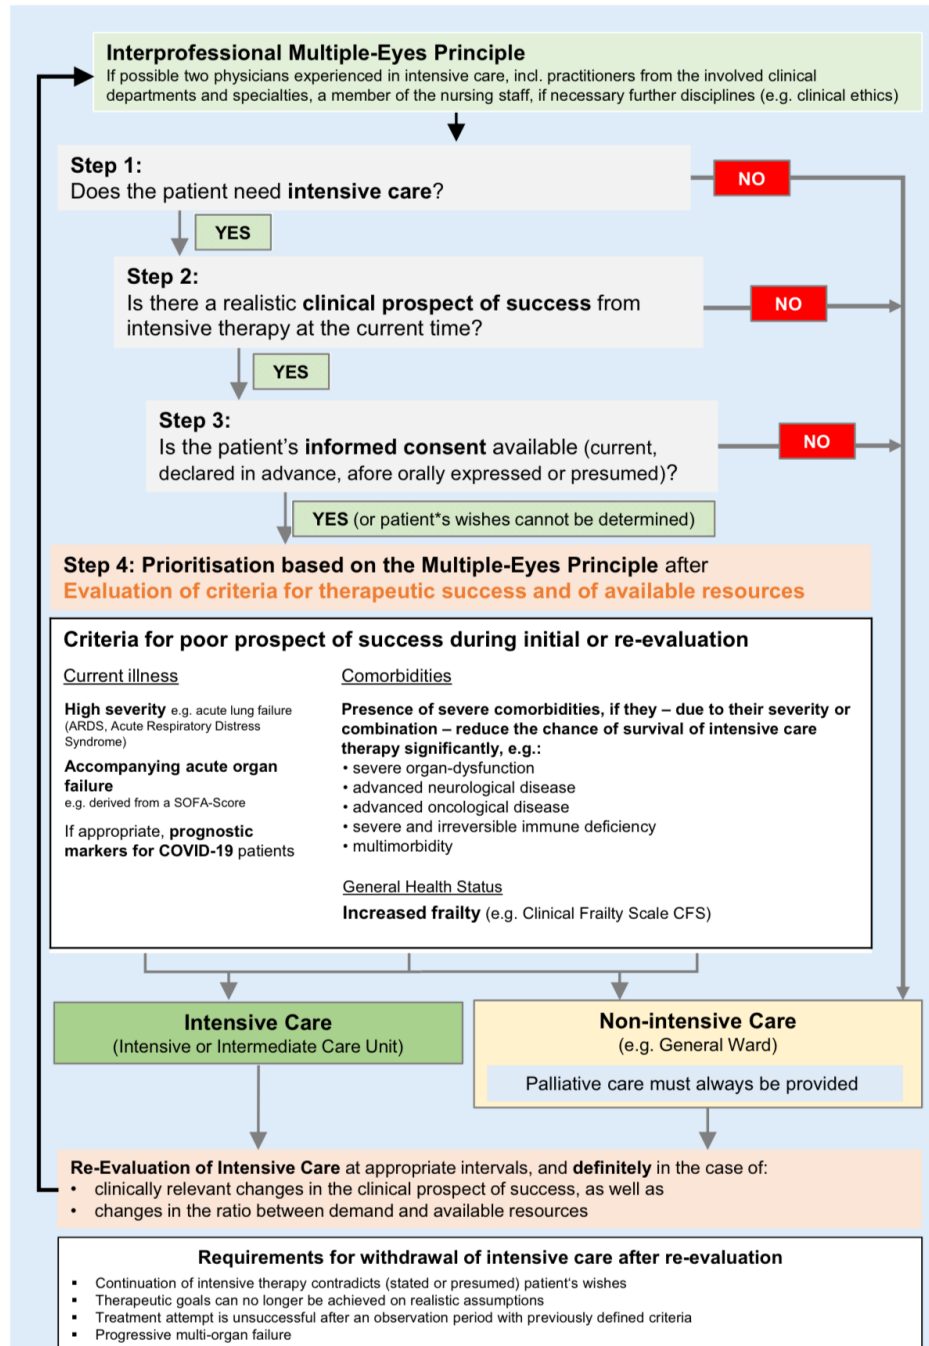 Interprofessional Multiple-Eyes Principle
If possible two physicians experienced in intensive care, incl. practitioners from the involved clinical
departments and specialties, a member of the nursing staff, if necessary further disciplines (e.g. clinical ethics)
Step 1:
Does the patient need intensive care?
NO
YES
Step 2:
Is there a realistic clinical prospect of success from
intensive therapy at the current time?
NO
YES
Step 3:
Is the patient's informed consent available (current,
declared in advance, afore orally expressed or presumed)?
NO
YES (or patient*s wishes cannot be determined)
Step 4: Prioritisation based on the Multiple-Eyes Principle after
Evaluation of criteria for therapeutic success and of available resources
Criteria for poor prospect of success during initial or re-evaluation
Current illness
High severity e.g. acute lung failure
(ARDS, Acute Respiratory Distress
Syndrome)
Accompanying acute organ
failure
e.g. derived from a SOFA-Score
If appropriate, prognostic
markers for COVID-19 patients
Comorbidities
Presence of severe comorbidities, if they – due to their severity or
combination – reduce the chance of survival of intensive care
therapy significantly, e.g.:
• severe organ-dysfunction
• advanced neurological disease
• advanced oncological disease
• severe and irreversible immune deficiency
• multimorbidity
General Health Status
Increased frailty (e.g. Clinical Frailty Scale CFS)
Intensive Care
(Intensive or Intermediate Care Unit)
Non-intensive Care
(e.g. General Ward)
Palliative care must always be provided
Re-Evaluation of Intensive Care at appropriate intervals, and definitely in the case of:
• clinically relevant changes in the clinical prospect of success, as well as
• changes in the ratio between demand and available resources
Requirements for withdrawal of intensive care after re-evaluation
▪ Continuation of intensive therapy contradicts (stated or presumed) patient's wishes
▪ Therapeutic goals can no longer be achieved on realistic assumptions
▪ Treatment attempt is unsuccessful after an observation period with previously defined criteria
▪ Progressive multi-organ failure